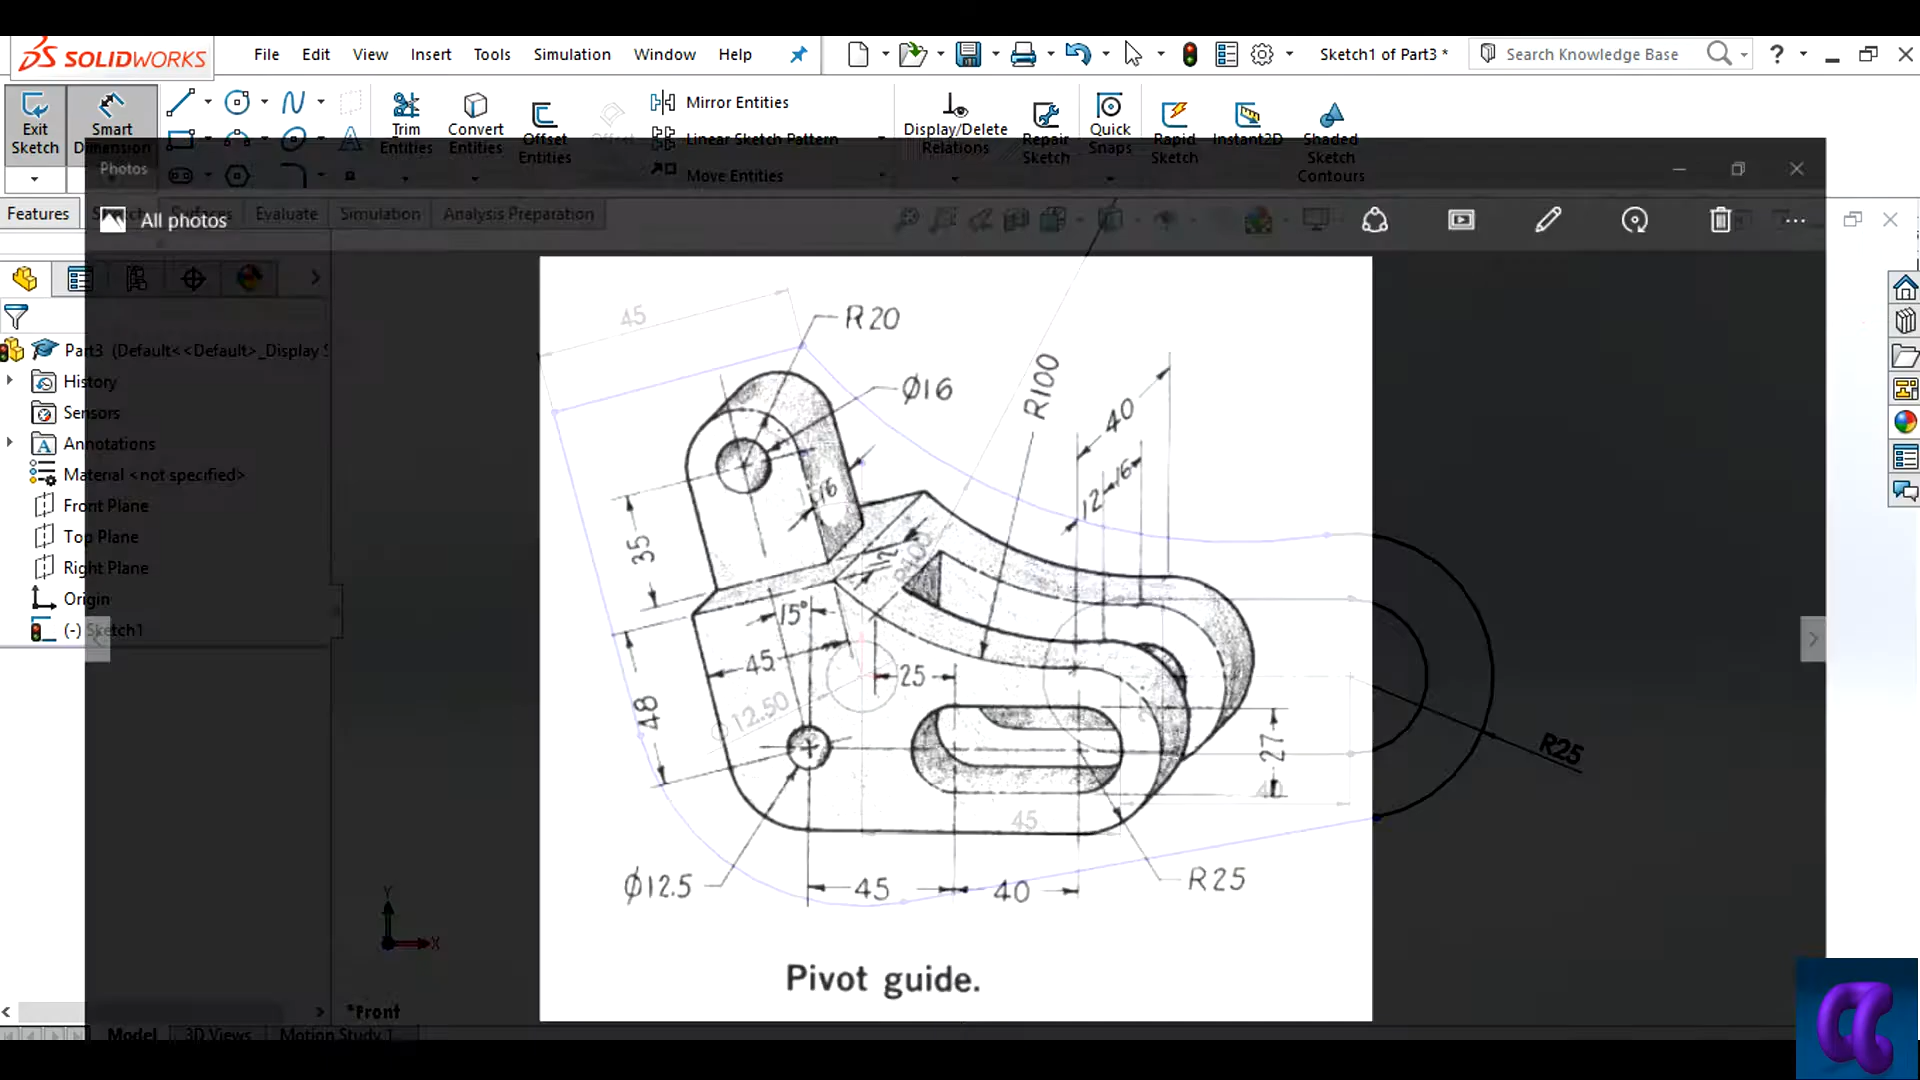 SOLIDWORKS File Edit View Insert Tools Simulation Window Help Sketch1 of Part3 * Search Knowledge Base ?
Exit Sketch
Smart Dimension
Trim Entities
Convert Entities
Offset Entities
Mirror Entities
Linear Sketch Pattern
Move Entities
Display/Delete Relations
Repair Sketch
Quick Snaps
Rapid Sketch
Instant2D
Shaded Sketch Contours
Photos
Features Evaluate Simulation Analysis Preparation
All photos
Part3 (Default<<Default>_Display S
History
Sensors
Annotations
Material <not specified>
Front Plane
Top Plane
Right Plane
Origin
(-) Sketch1
45
R20
Ø16
R100
40
16
12
16
35
12
R100
15°
45
25
48
12.50
27
R25
40
45
Ø12.5
45
40
R25
Pivot guide.
Y
X
*Front
Model 3D Views Motion Study 1